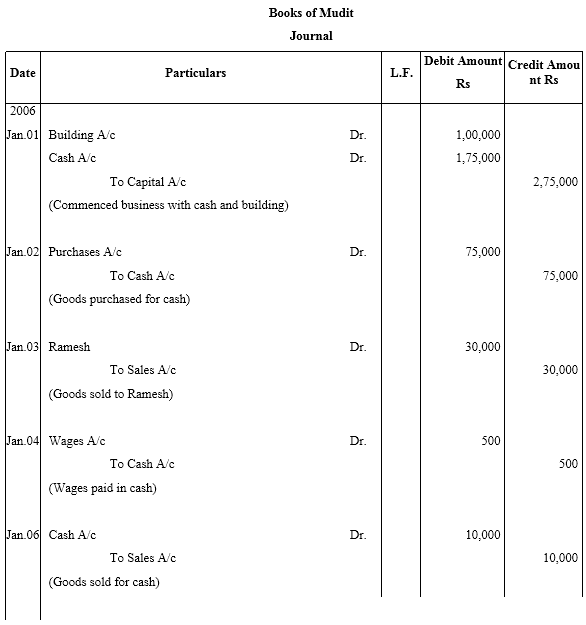 Books of Mudit
Journal
Date Particulars L.F. Debit Amount Rs Credit Amou nt Rs
2006
Jan.01 Building A/c Dr. 1,00,000
Cash A/c Dr. 1,75,000
To Capital A/c 2,75,000
(Commenced business with cash and building)
Jan.02 Purchases A/c Dr. 75,000
To Cash A/c 75,000
(Goods purchased for cash)
Jan.03 Ramesh Dr. 30,000
To Sales A/c 30,000
(Goods sold to Ramesh)
Jan.04 Wages A/c Dr. 500
To Cash A/c 500
(Wages paid in cash)
Jan.06 Cash A/c Dr. 10,000
To Sales A/c 10,000
(Goods sold for cash)